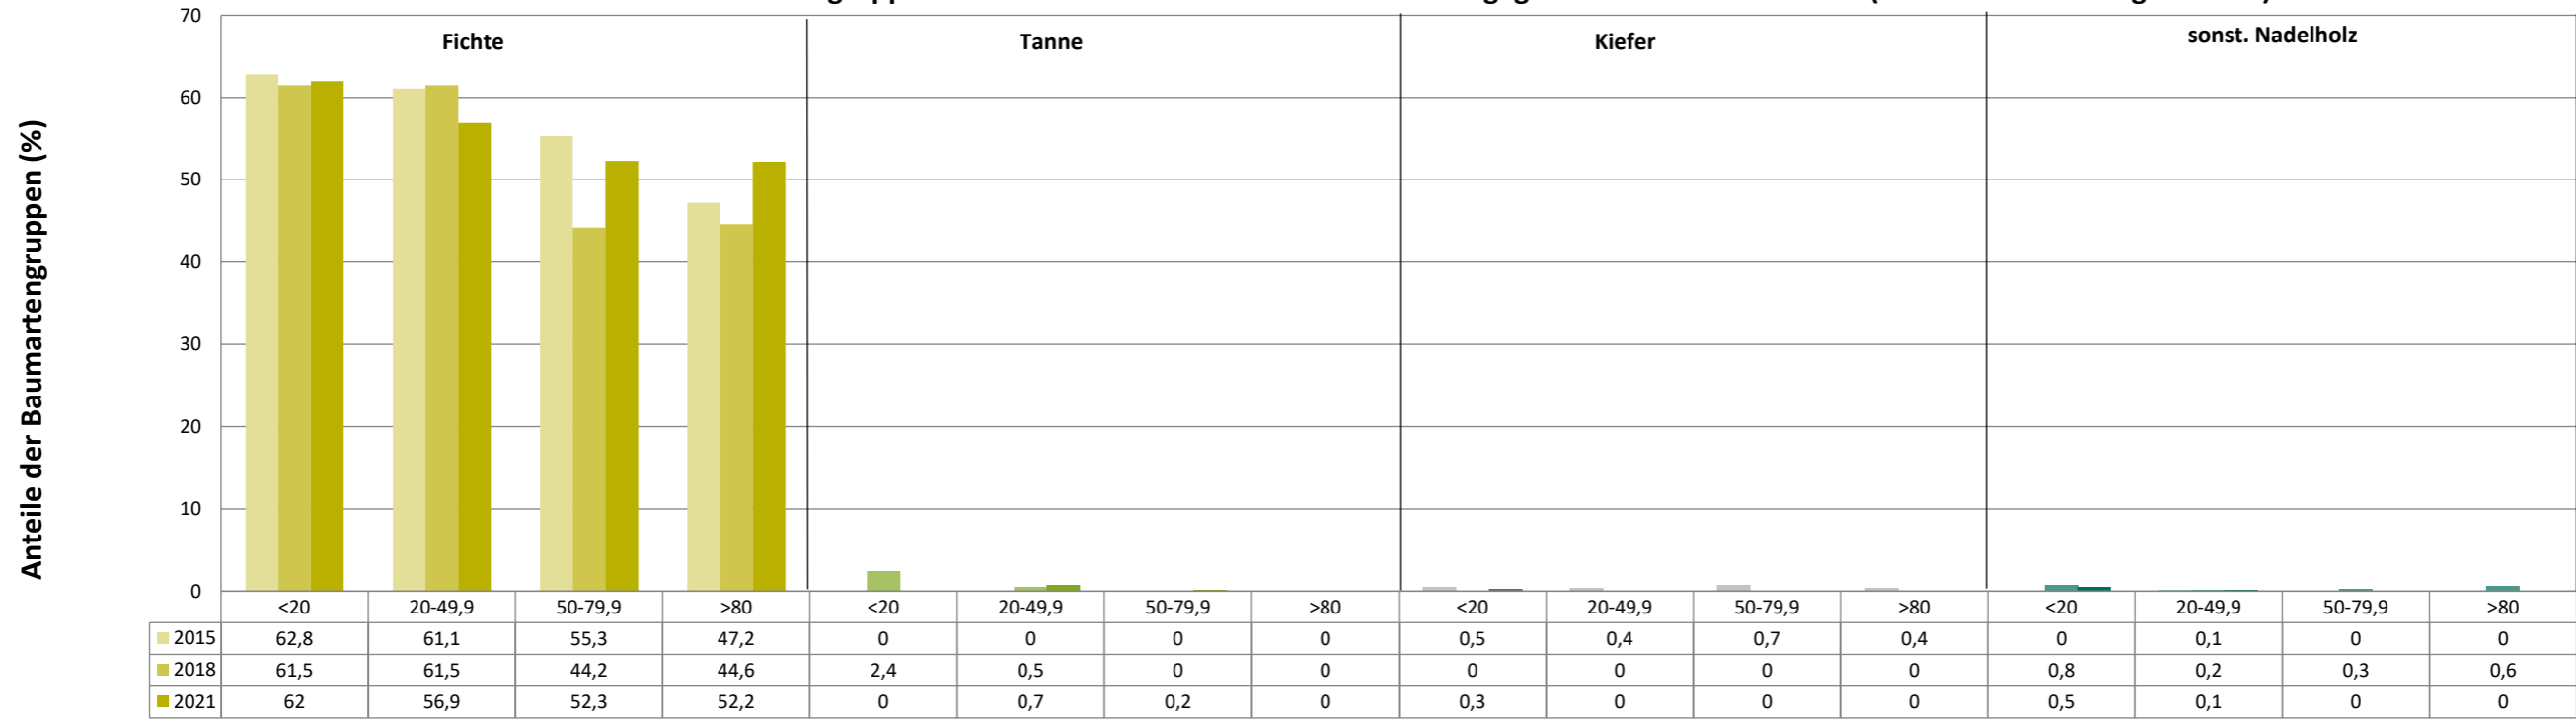 70
Fichte Tanne Kiefer sonst. Nadelholz
60
50
40
30
20
10
0
Anteile der Baumartengruppen (%)
<20 20-49,9 50-79,9 >80 <20 20-49,9 50-79,9 >80 <20 20-49,9 50-79,9 >80 <20 20-49,9 50-79,9 >80
2015 62,8 61,1 55,3 47,2 0 0 0 0 0,5 0,4 0,7 0,4 0 0,1 0 0
2018 61,5 61,5 44,2 44,6 2,4 0,5 0 0 0 0 0 0 0,8 0,2 0,3 0,6
2021 62 56,9 52,3 52,2 0 0,7 0,2 0 0,3 0 0 0 0,5 0,1 0 0